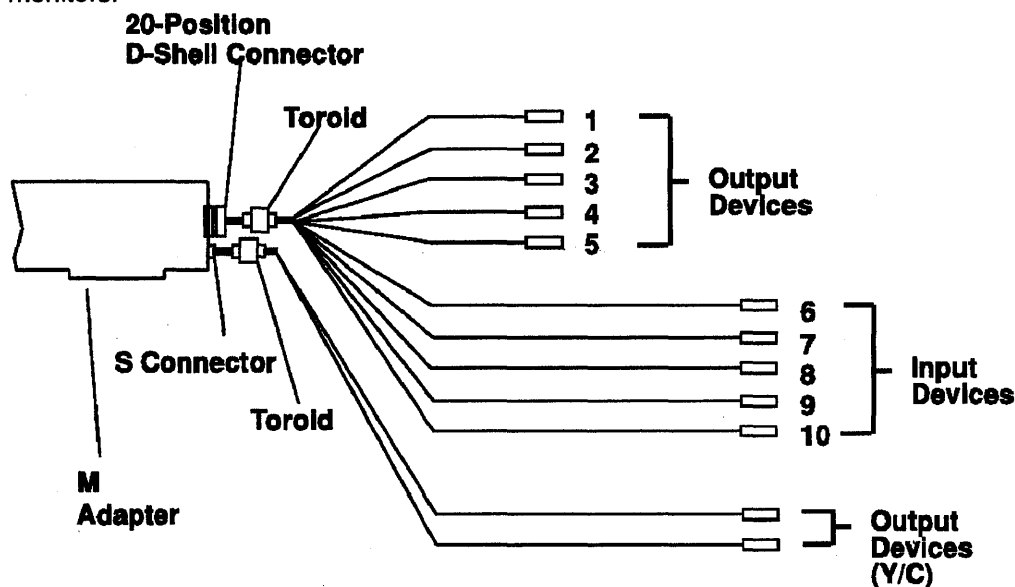 monitors.
20-Position
D-Shell Connector
Toroid
1
2
3
4
5
Output
Devices
6
7
8
9
10
Input
Devices
S Connector
Toroid
M
Adapter
Output
Devices
(Y/C)